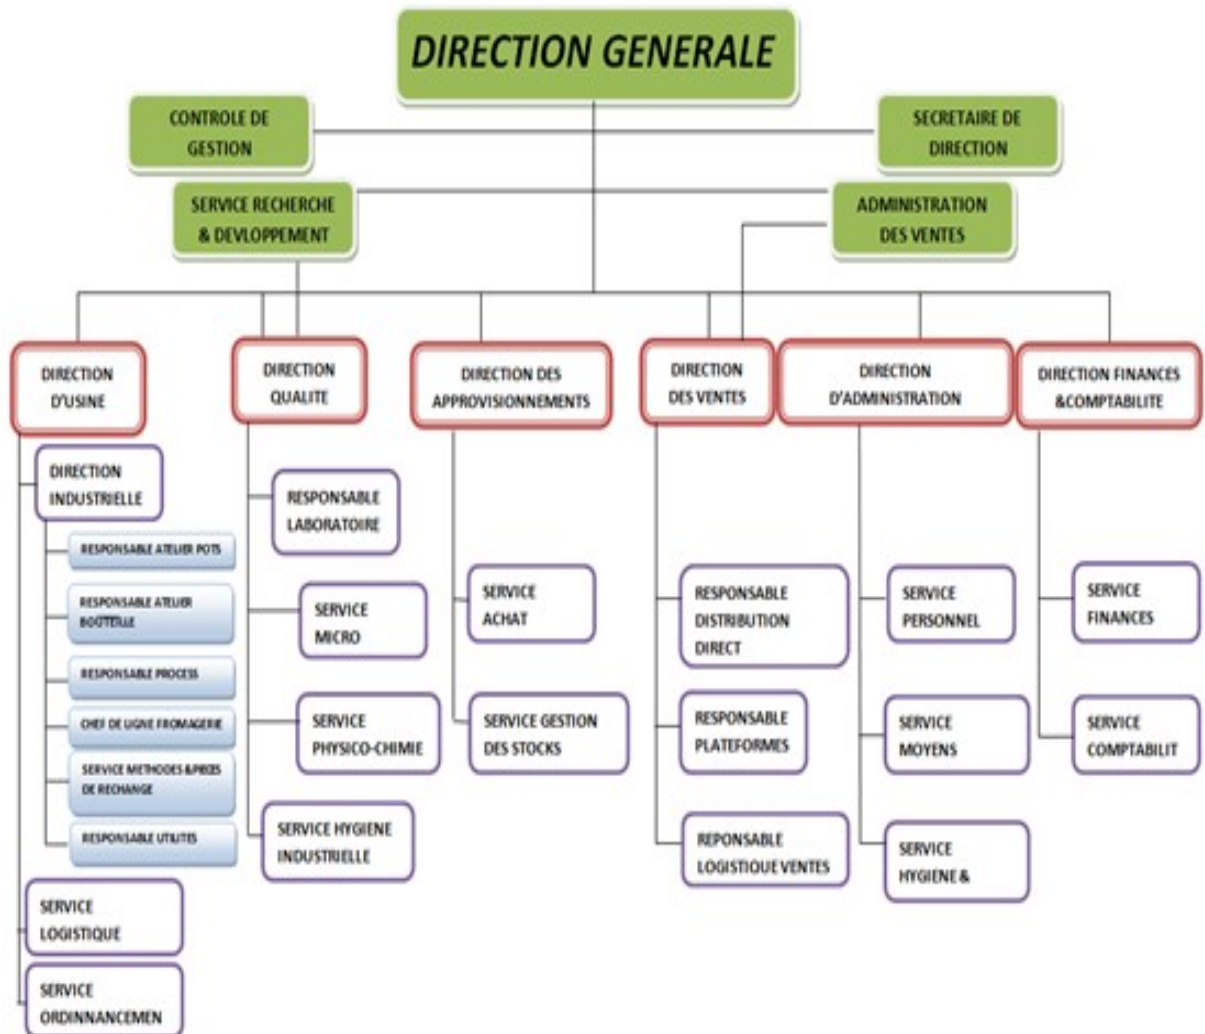 DIRECTION GENERALE
CONTROLE DE
GESTION
SECRETAIRE DE
DIRECTION
SERVICE RECHERCHE
& DEVLOPPEMENT
ADMINISTRATION
DES VENTES
DIRECTION
D'USINE
DIRECTION
QUALITE
DIRECTION DES
APPROVISIONNEMENTS
DIRECTION
DES VENTES
DIRECTION
D'ADMINISTRATION
DIRECTION FINANCES
&COMPTABILITE
DIRECTION
INDUSTRIELLE
RESPONSABLE ATELIER POTS
RESPONSABLE ATELIER
BOUTEILLE
RESPONSABLE PROCESS
CHEF DE LIGNE FROMAGERIE
SERVICE METHODES &PIECES
DE RECHANGE
RESPONSABLE UTILITES
SERVICE
LOGISTIQUE
SERVICE
ORDINNANCEMEN
RESPONSABLE
LABORATOIRE
SERVICE
MICRO
SERVICE
PHYSICO-CHIMIE
SERVICE HYGIENE
INDUSTRIELLE
SERVICE
ACHAT
SERVICE GESTION
DES STOCKS
RESPONSABLE
DISTRIBUTION
DIRECT
RESPONSABLE
PLATEFORMES
REPONSABLE
LOGISTIQUE VENTES
SERVICE
PERSONNEL
SERVICE
MOYENS
SERVICE
HYGIENE &
SERVICE
FINANCES
SERVICE
COMPTABILIT